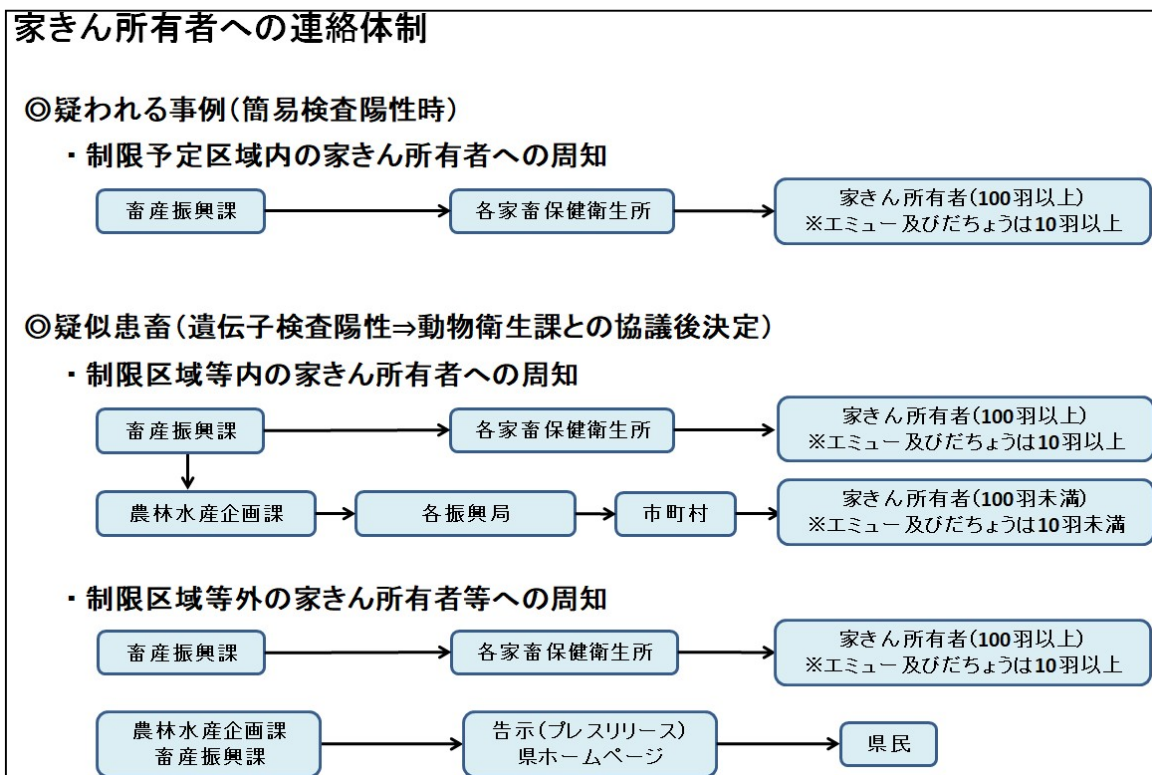 家きん所有者への連絡体制
◎疑われる事例(簡易検査陽性時)
・制限予定区域内の家きん所有者への周知
畜産振興課
各家畜保健衛生所
家きん所有者(100羽以上)
※エミュー及びだちょうは10羽以上
◎疑似患畜(遺伝子検査陽性⇒動物衛生課との協議後決定)
・制限区域等内の家きん所有者への周知
畜産振興課
各家畜保健衛生所
家きん所有者(100羽以上)
※エミュー及びだちょうは10羽以上
農林水産企画課
各振興局
市町村
家きん所有者(100羽未満)
※エミュー及びだちょうは10羽未満
・制限区域等外の家きん所有者等への周知
畜産振興課
各家畜保健衛生所
家きん所有者(100羽以上)
※エミュー及びだちょうは10羽以上
農林水産企画課
畜産振興課
告示(プレスリリース)
県ホームページ
県民